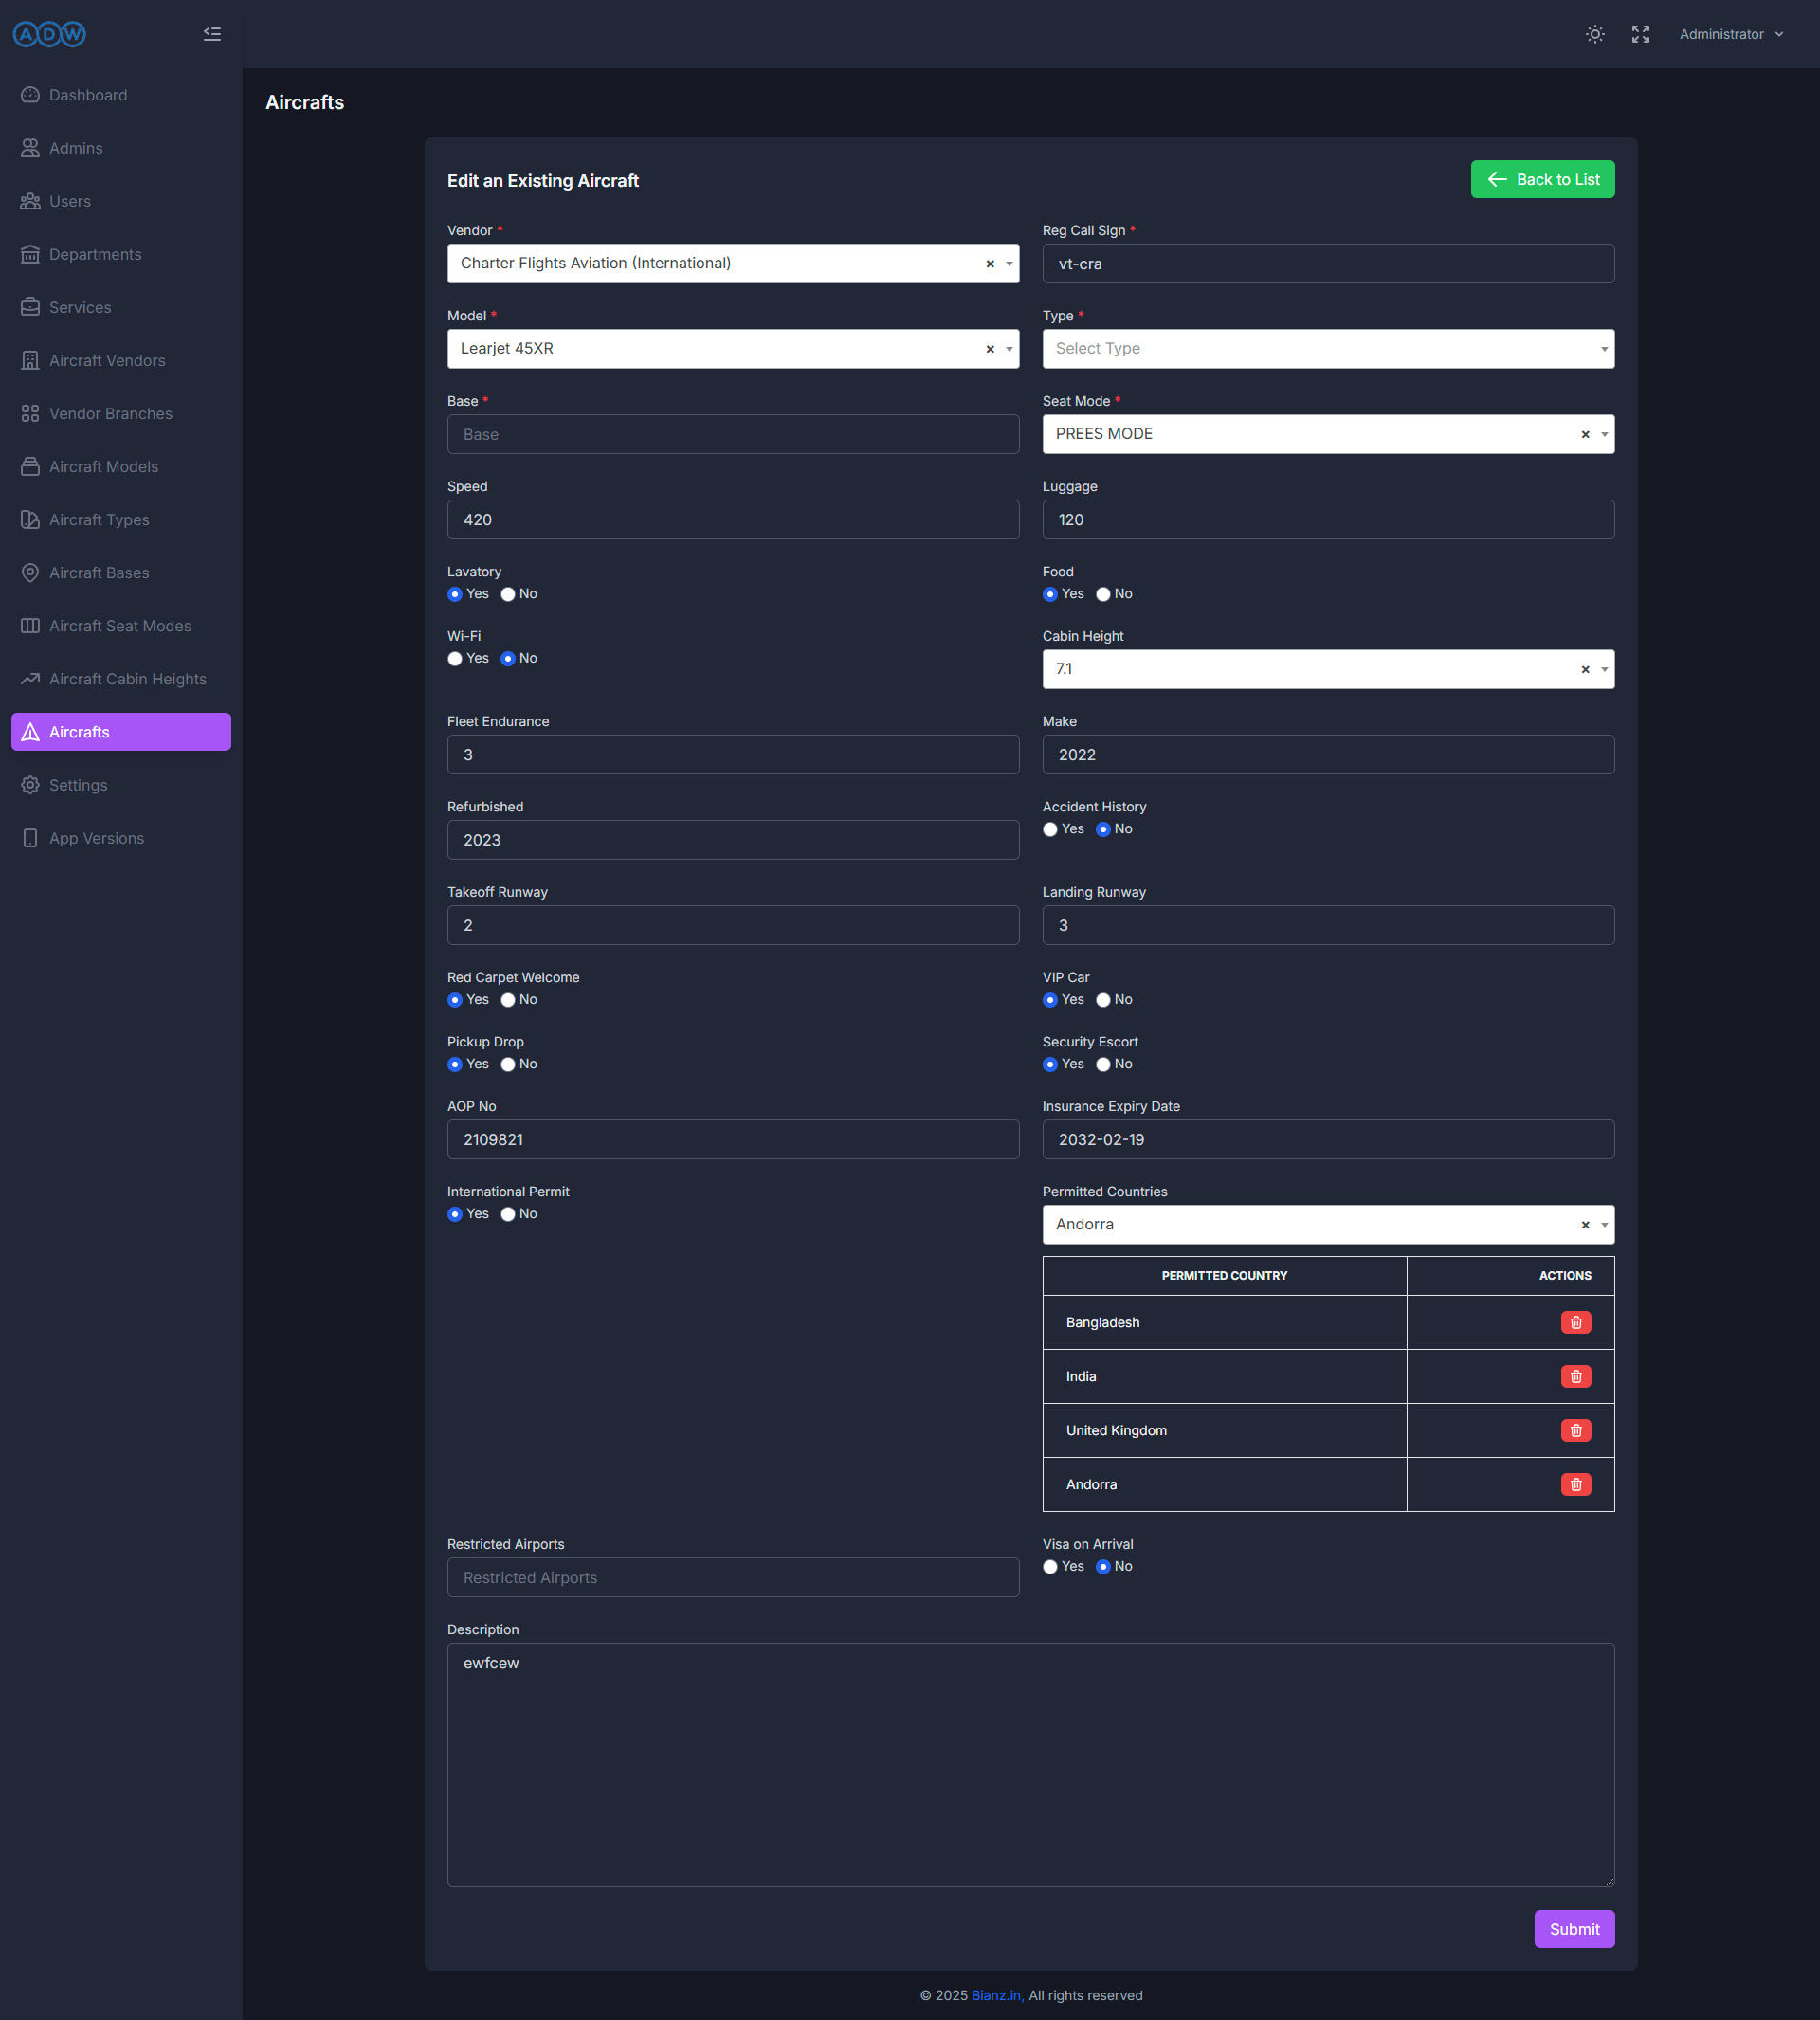 ADW
Administrator
Dashboard
Admins
Users
Departments
Services
Aircraft Vendors
Vendor Branches
Aircraft Models
Aircraft Types
Aircraft Bases
Aircraft Seat Modes
Aircraft Cabin Heights
Aircrafts
Settings
App Versions
Aircrafts
Edit an Existing Aircraft
Back to List
Vendor *
Charter Flights Aviation (International) ×
Reg Call Sign *
vt-cra
Model *
Learjet 45XR ×
Type *
Select Type
Base *
Base
Seat Mode *
PREES MODE ×
Speed
420
Luggage
120
Lavatory
Yes No
Food
Yes No
Wi-Fi
Yes No
Cabin Height
7.1 ×
Fleet Endurance
3
Make
2022
Refurbished
2023
Accident History
Yes No
Takeoff Runway
2
Landing Runway
3
Red Carpet Welcome
Yes No
VIP Car
Yes No
Pickup Drop
Yes No
Security Escort
Yes No
AOP No
2109821
Insurance Expiry Date
2032-02-19
International Permit
Yes No
Permitted Countries
Andorra ×
PERMITTED COUNTRY ACTIONS
Bangladesh
India
United Kingdom
Andorra
Restricted Airports
Restricted Airports
Visa on Arrival
Yes No
Description
ewfcew
Submit
© 2025 Bianz.in, All rights reserved